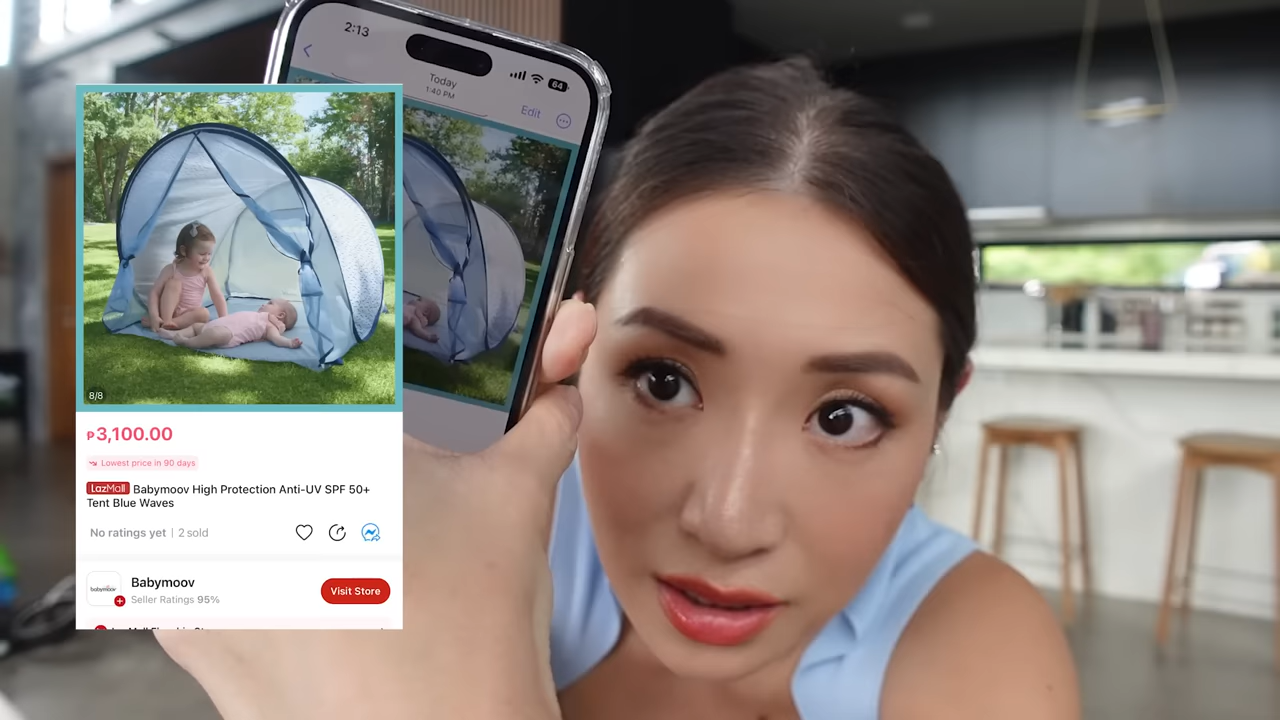 2:13
64
Today
1:40 PM
Edit
8/8
₱3,100.00
Lowest price in 90 days
LazMall Babymoov High Protection Anti-UV SPF 50+
Tent Blue Waves
No ratings yet | 2 sold
babymoov
Babymoov
Seller Ratings 95%
Visit Store